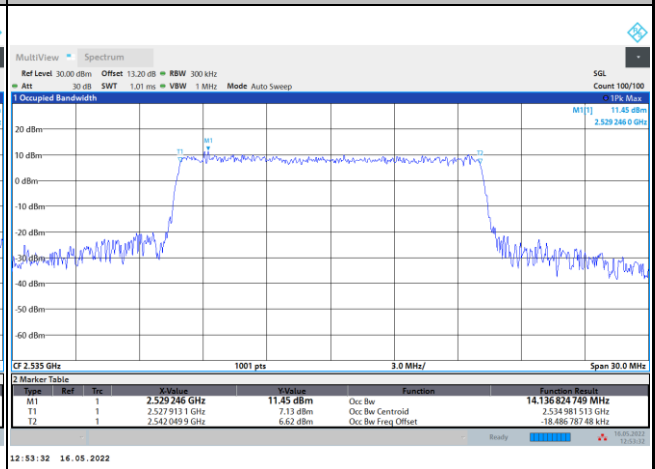 MultiView Spectrum
Ref Level 30.00 dBm Offset 13.20 dB RBW 300 kHz SGL
Att 30 dB SWT 1.01 ms VBW 1 MHz Mode Auto Sweep Count 100/100
1 Occupied Bandwidth 1Pk Max
M1[1] 11.45 dBm
2.529 246 0 GHz
20 dBm
M1
T1
T2
10 dBm
0 dBm
-10 dBm
-20 dBm
-30 dBm
-40 dBm
-50 dBm
-60 dBm
CF 2.535 GHz 1001 pts 3.0 MHz/ Span 30.0 MHz
2 Marker Table
Type Ref Trc X-Value Y-Value Function Function Result
M1 1 2.529 246 GHz 11.45 dBm Occ Bw 14.136 824 749 MHz
T1 1 2.527 913 1 GHz 7.13 dBm Occ Bw Centroid 2.534 981 513 GHz
T2 1 2.542 049 9 GHz 6.62 dBm Occ Bw Freq Offset -18.486 787 48 kHz
Ready 16.05.2022
12:53:32
12:53:32 16.05.2022